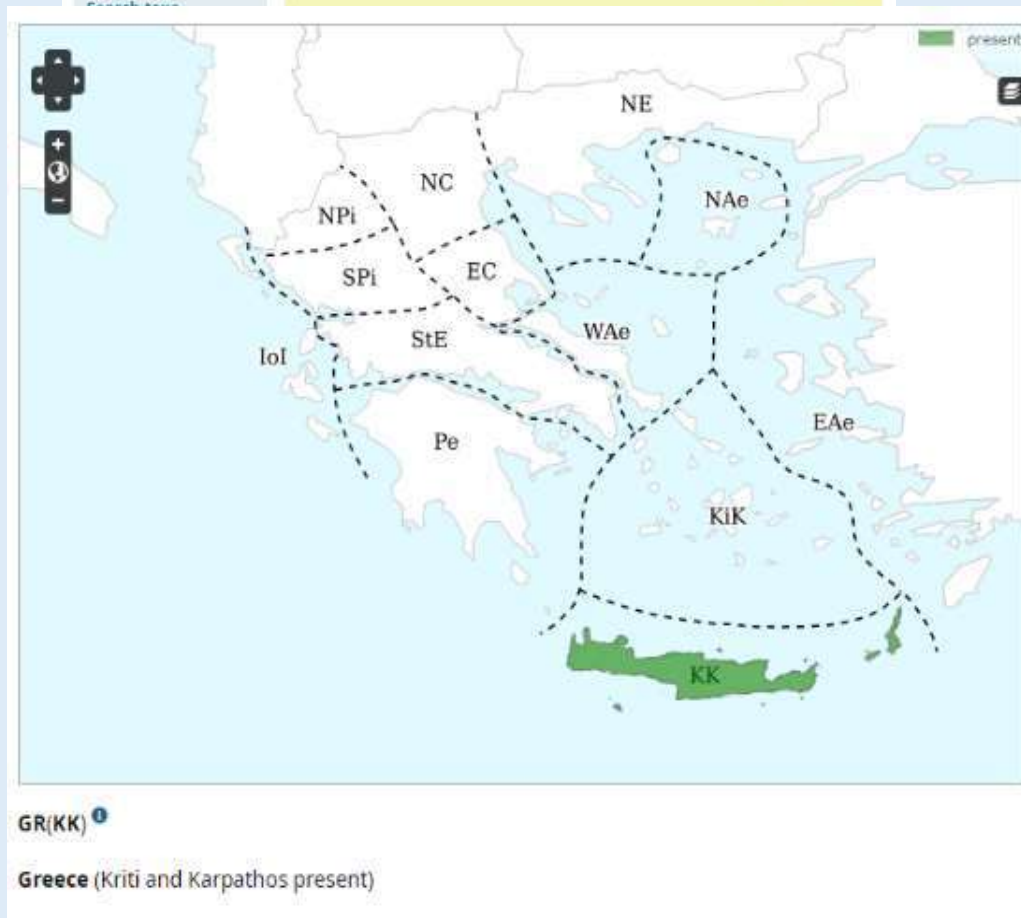 present
NE
NC
NAe
NPi
EC
SPi
WAe
StE
IoI
EAe
Pe
KiK
KK
GR(KK)
Greece (Kriti and Karpathos present)